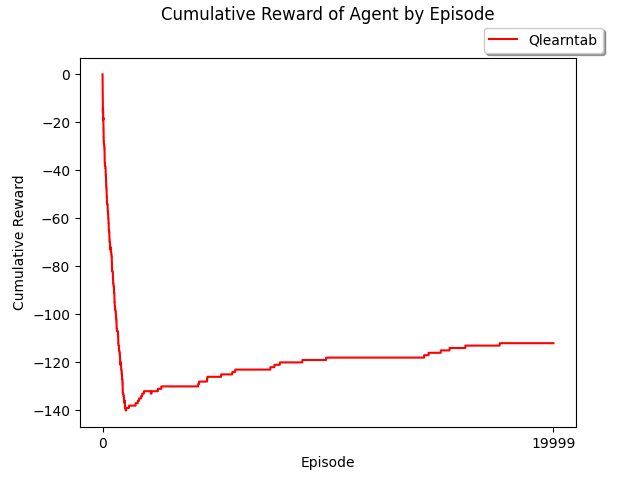 Cumulative Reward of Agent by Episode
Qlearntab
0
−20
−40
−60
−80
−100
−120
−140
Cumulative Reward
0 19999
Episode